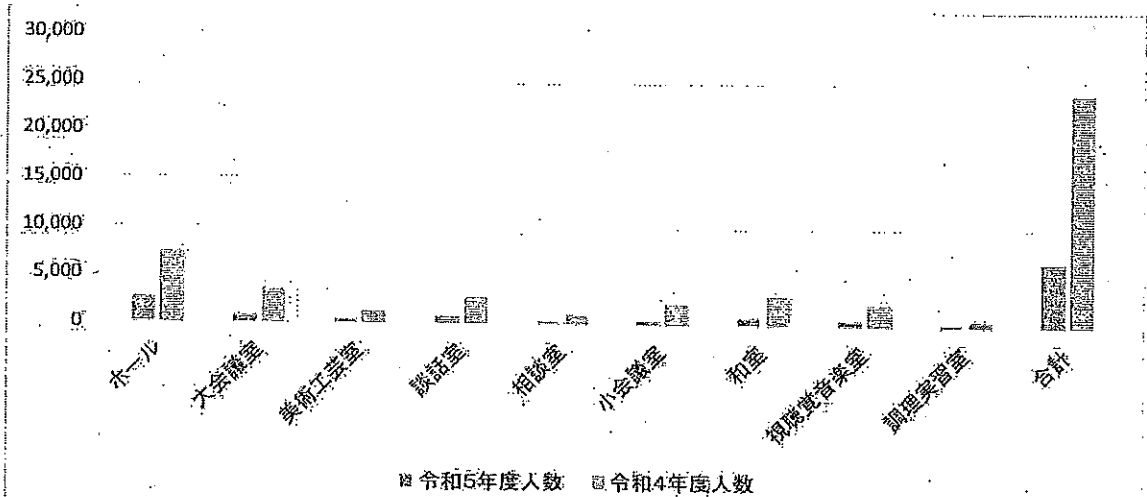 30,000
25,000
20,000
15,000
10,000
5,000
0
ホール
大会議室
美術工芸室
談話室
相談室
小会議室
和室
視聴覚音楽室
調理実習室
合計
令和5年度人数 令和4年度人数